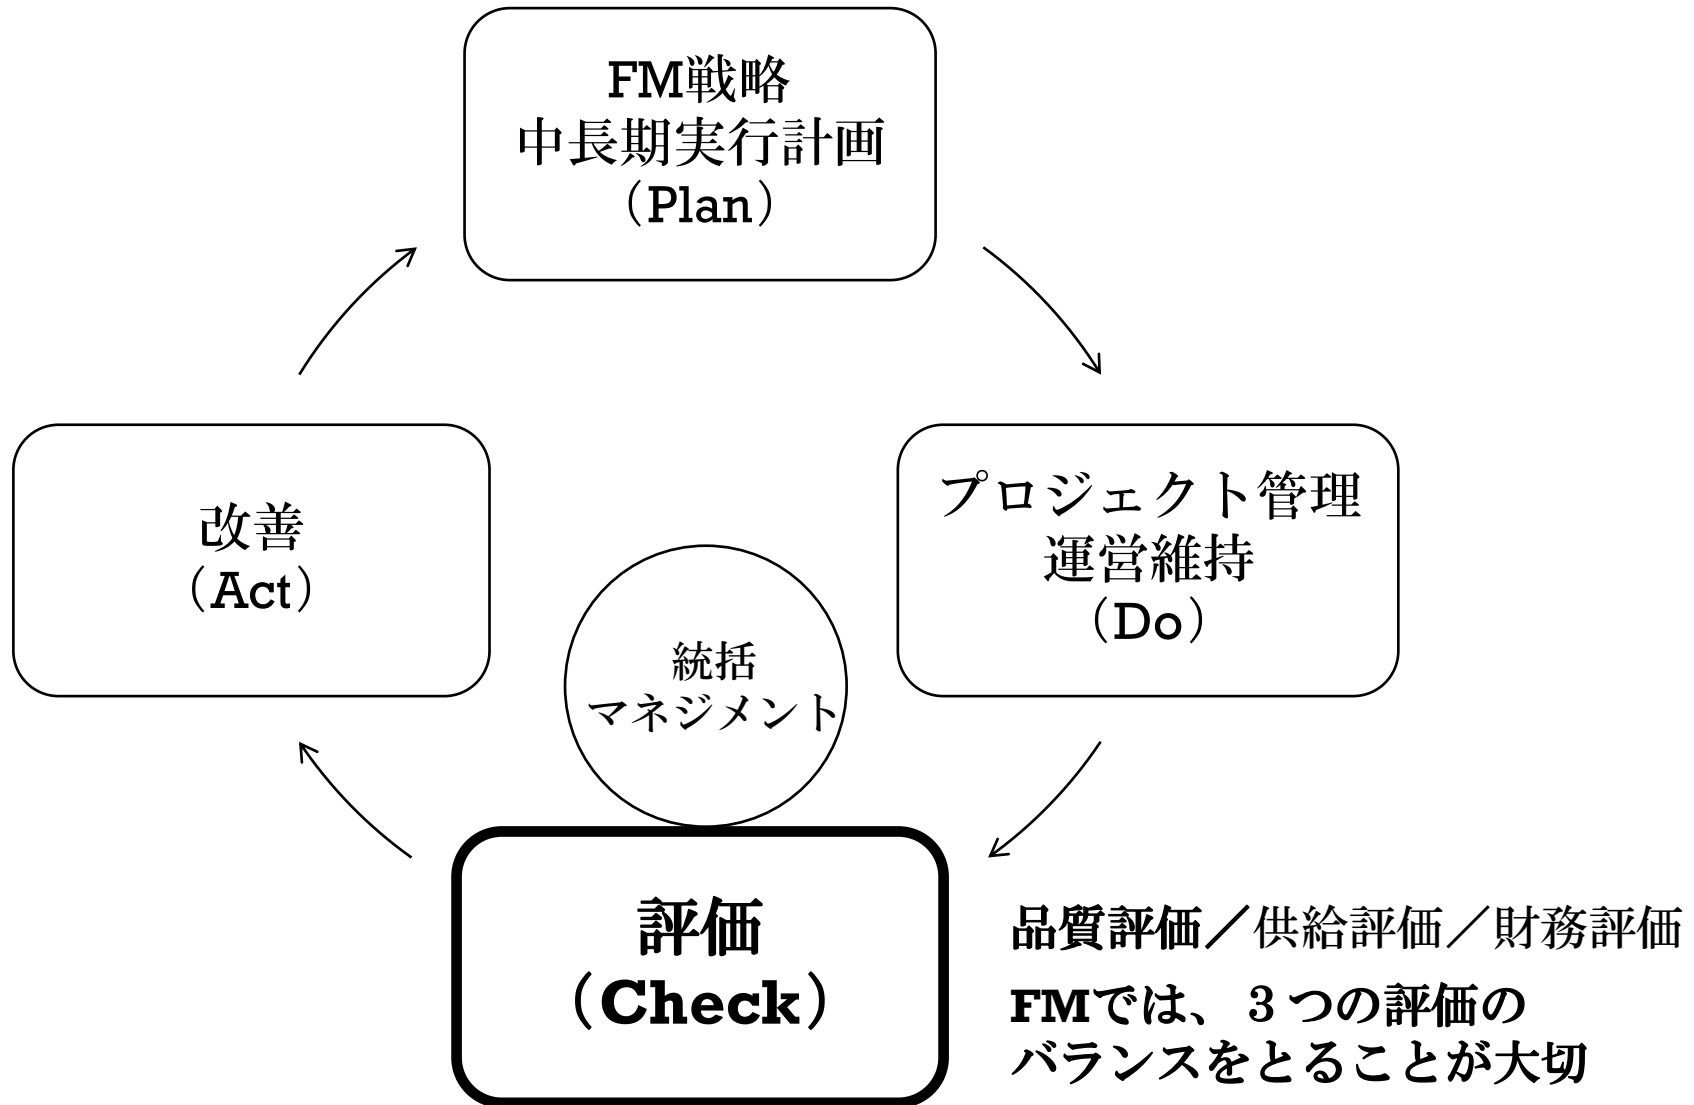 FM戦略
中長期実行計画
（Plan）
プロジェクト管理
運営維持
（Do）
改善
（Act）
統括
マネジメント
評価
（Check）
品質評価／供給評価／財務評価
FMでは、３つの評価の
バランスをとることが大切